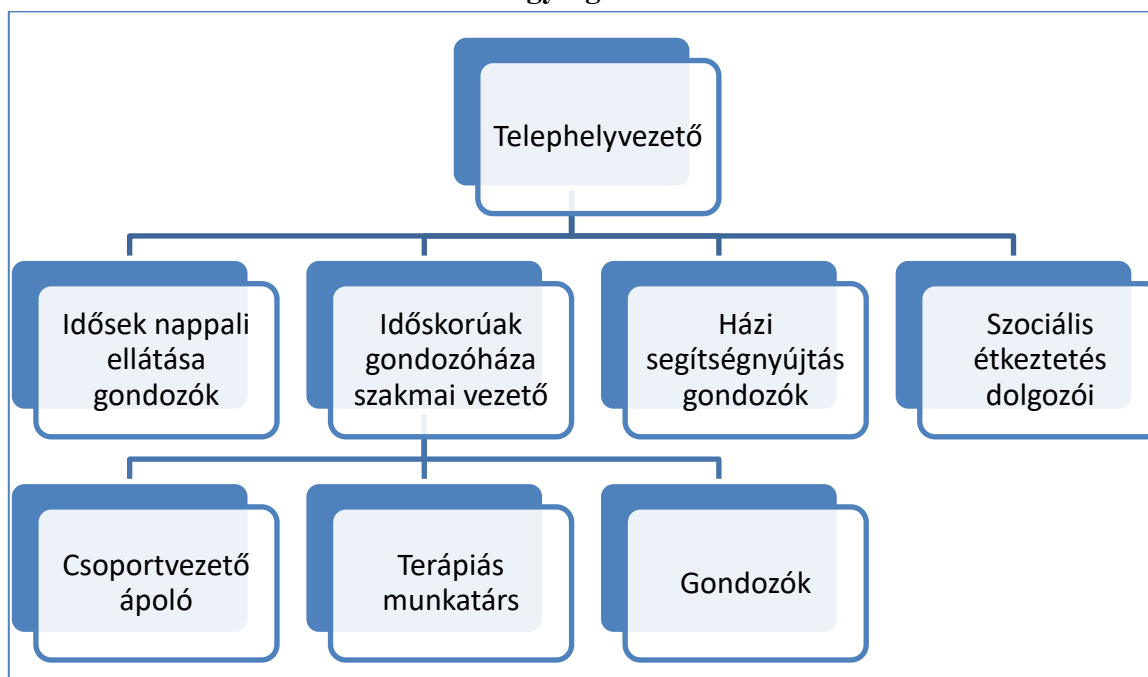 Telephelyvezető
Idősek nappali
ellátása
gondozók
Időskorúak
gondozóháza
szakmai vezető
Házi
segítségnyújtás
gondozók
Szociális
étkeztetés
dolgozói
Csoportvezető
ápoló
Terápiás
munkatárs
Gondozók